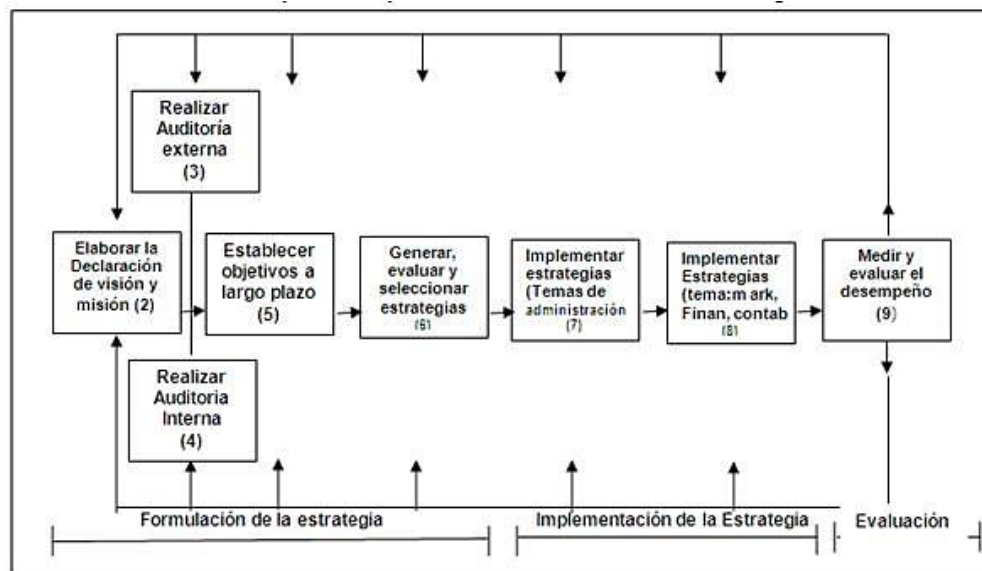 Realizar
Auditoría
externa
(3)
Elaborar la
Declaración
de visión y
misión (2)
Establecer
objetivos a
largo plazo
(5)
Generar,
evaluar y
seleccionar
estrategias
(6)
Implementar
estrategias
(Temas de
administración
(7)
Implementar
Estrategias
(tema:m ark,
Finan, contab
(8)
Medir y
evaluar el
desempeño
(9)
Realizar
Auditoria
Interna
(4)
Formulación de la estrategia
Implementación de la Estrategia
Evaluación